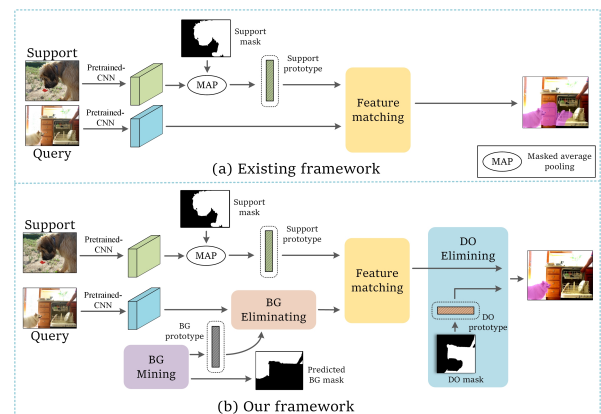 Support
Pretrained-
CNN
Support
mask
MAP
Support
prototype
Query
Pretrained-
CNN
Feature
matching
MAP
Masked average
pooling
(a) Existing framework
Support
Pretrained-
CNN
Support
mask
MAP
Support
prototype
Query
Pretrained-
CNN
BG
Eliminating
Feature
matching
DO
Elimining
DO
prototype
DO mask
BG
prototype
BG
Mining
Predicted
BG mask
(b) Our framework